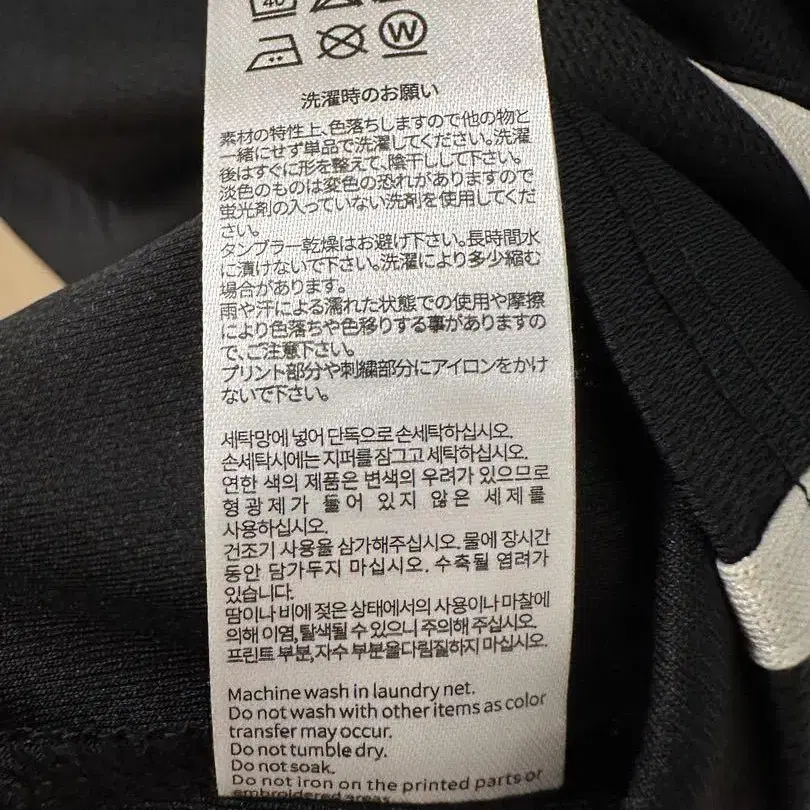 40
W
洗濯時のお願い
素材の特性上、色落ちしますので他の物と
一緒にせず単品で洗濯してください。洗濯
後はすぐに形を整えて、陰干しして下さい。
淡色のものは変色の恐れがありますので
蛍光剤の入っていない洗剤を使用してくだ
さい。
タンブラー乾燥はお避け下さい。長時間水
に漬けないで下さい。洗濯により多少縮む
場合があります。
雨や汗による濡れた状態での使用や摩擦
により色落ちや色移りする事がありますの
で、ご注意下さい。
プリント部分や刺繍部分にアイロンをかけ
ないで下さい。
세탁망에 넣어 단독으로 손세탁하십시오.
손세탁시에는 지퍼를 잠그고 세탁하십시오.
연한 색의 제품은 변색의 우려가 있으므로
형광제가 들어 있지 않은 세제를
사용하십시오.
건조기 사용을 삼가해주십시오. 물에 장시간
동안 담가두지 마십시오. 수축될 염려가
있습니다.
땀이나 비에 젖은 상태에서의 사용이나 마찰에
의해 이염, 탈색될 수 있으니 주의해 주십시오.
프린트 부분,자수 부분을다림질하지 마십시오.
Machine wash in laundry net.
Do not wash with other items as color
transfer may occur.
Do not tumble dry.
Do not soak.
Do not iron on the printed parts or
embroidered areas.